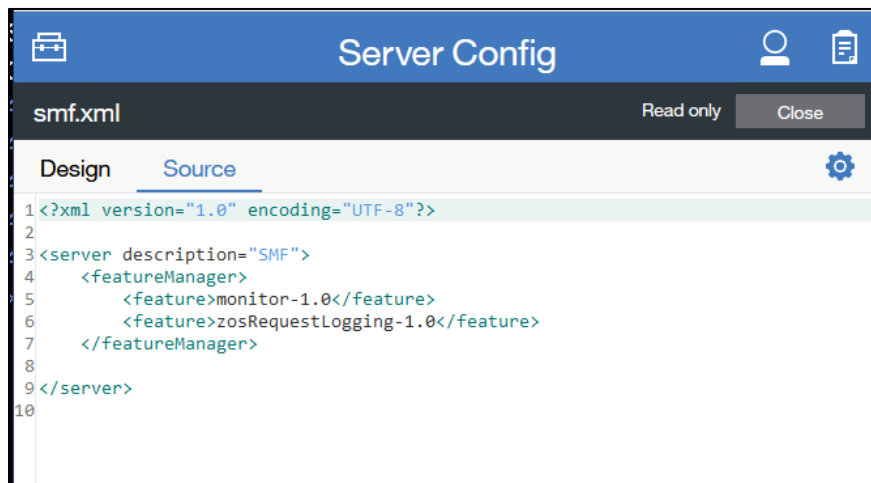 Server Config
smf.xml
Read only
Close
Design
Source
1 <?xml version="1.0" encoding="UTF-8"?>
2
3 <server description="SMF">
4     <featureManager>
5         <feature>monitor-1.0</feature>
6         <feature>zosRequestLogging-1.0</feature>
7     </featureManager>
8
9 </server>
10